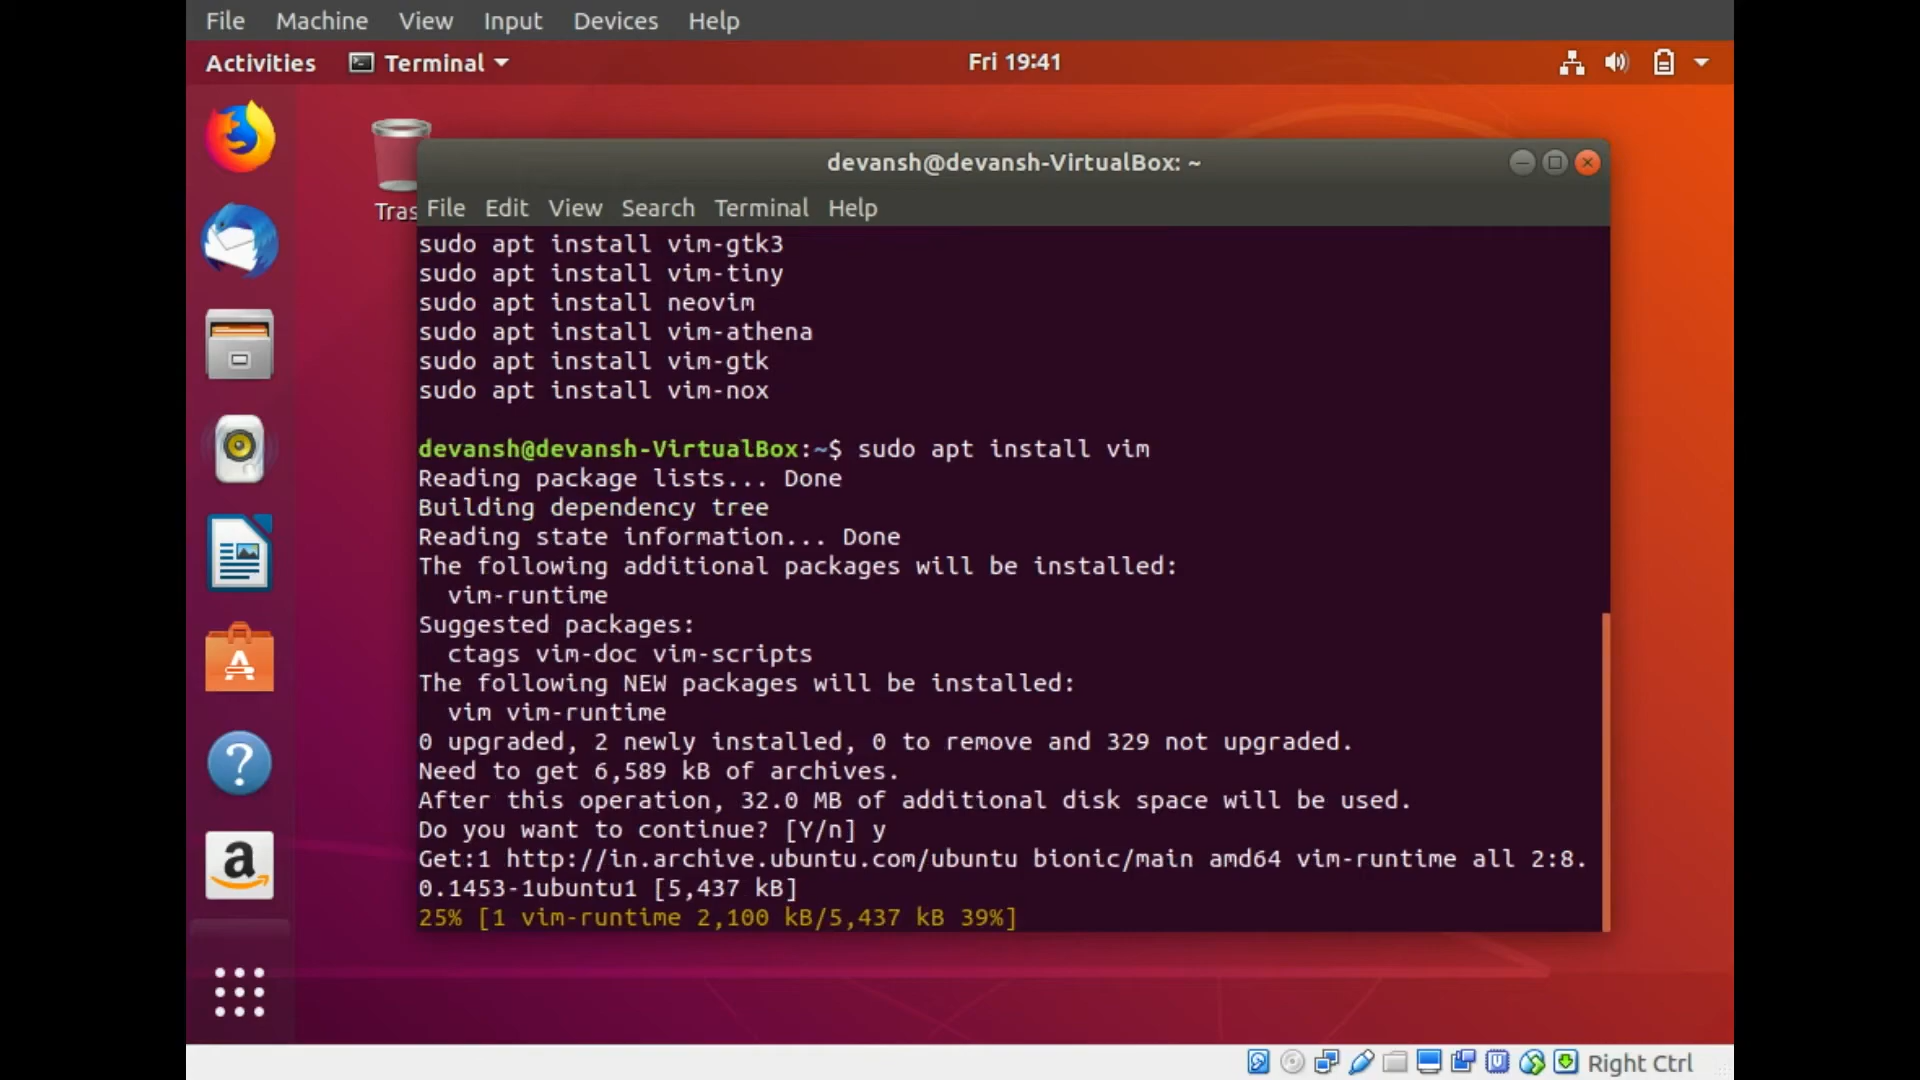 File Machine View Input Devices Help
Activities Terminal Fri 19:41
Tras
devansh@devansh-VirtualBox: ~
File Edit View Search Terminal Help
sudo apt install vim-gtk3
sudo apt install vim-tiny
sudo apt install neovim
sudo apt install vim-athena
sudo apt install vim-gtk
sudo apt install vim-nox
devansh@devansh-VirtualBox:~$ sudo apt install vim
Reading package lists... Done
Building dependency tree
Reading state information... Done
The following additional packages will be installed:
vim-runtime
Suggested packages:
ctags vim-doc vim-scripts
The following NEW packages will be installed:
vim vim-runtime
0 upgraded, 2 newly installed, 0 to remove and 329 not upgraded.
Need to get 6,589 kB of archives.
After this operation, 32.0 MB of additional disk space will be used.
Do you want to continue? [Y/n] y
Get:1 http://in.archive.ubuntu.com/ubuntu bionic/main amd64 vim-runtime all 2:8.
0.1453-1ubuntu1 [5,437 kB]
25% [1 vim-runtime 2,100 kB/5,437 kB 39%]
Right Ctrl